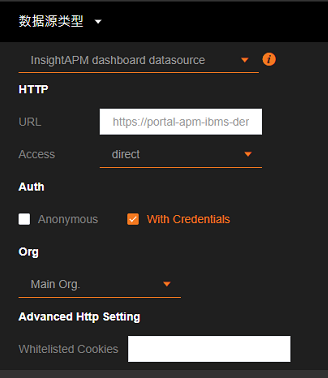 数据源类型
InsightAPM dashboard datasource
HTTP
URL https://portal-apm-ibms-der
Access direct
Auth
Anonymous With Credentials
Org
Main Org.
Advanced Http Setting
Whitelisted Cookies